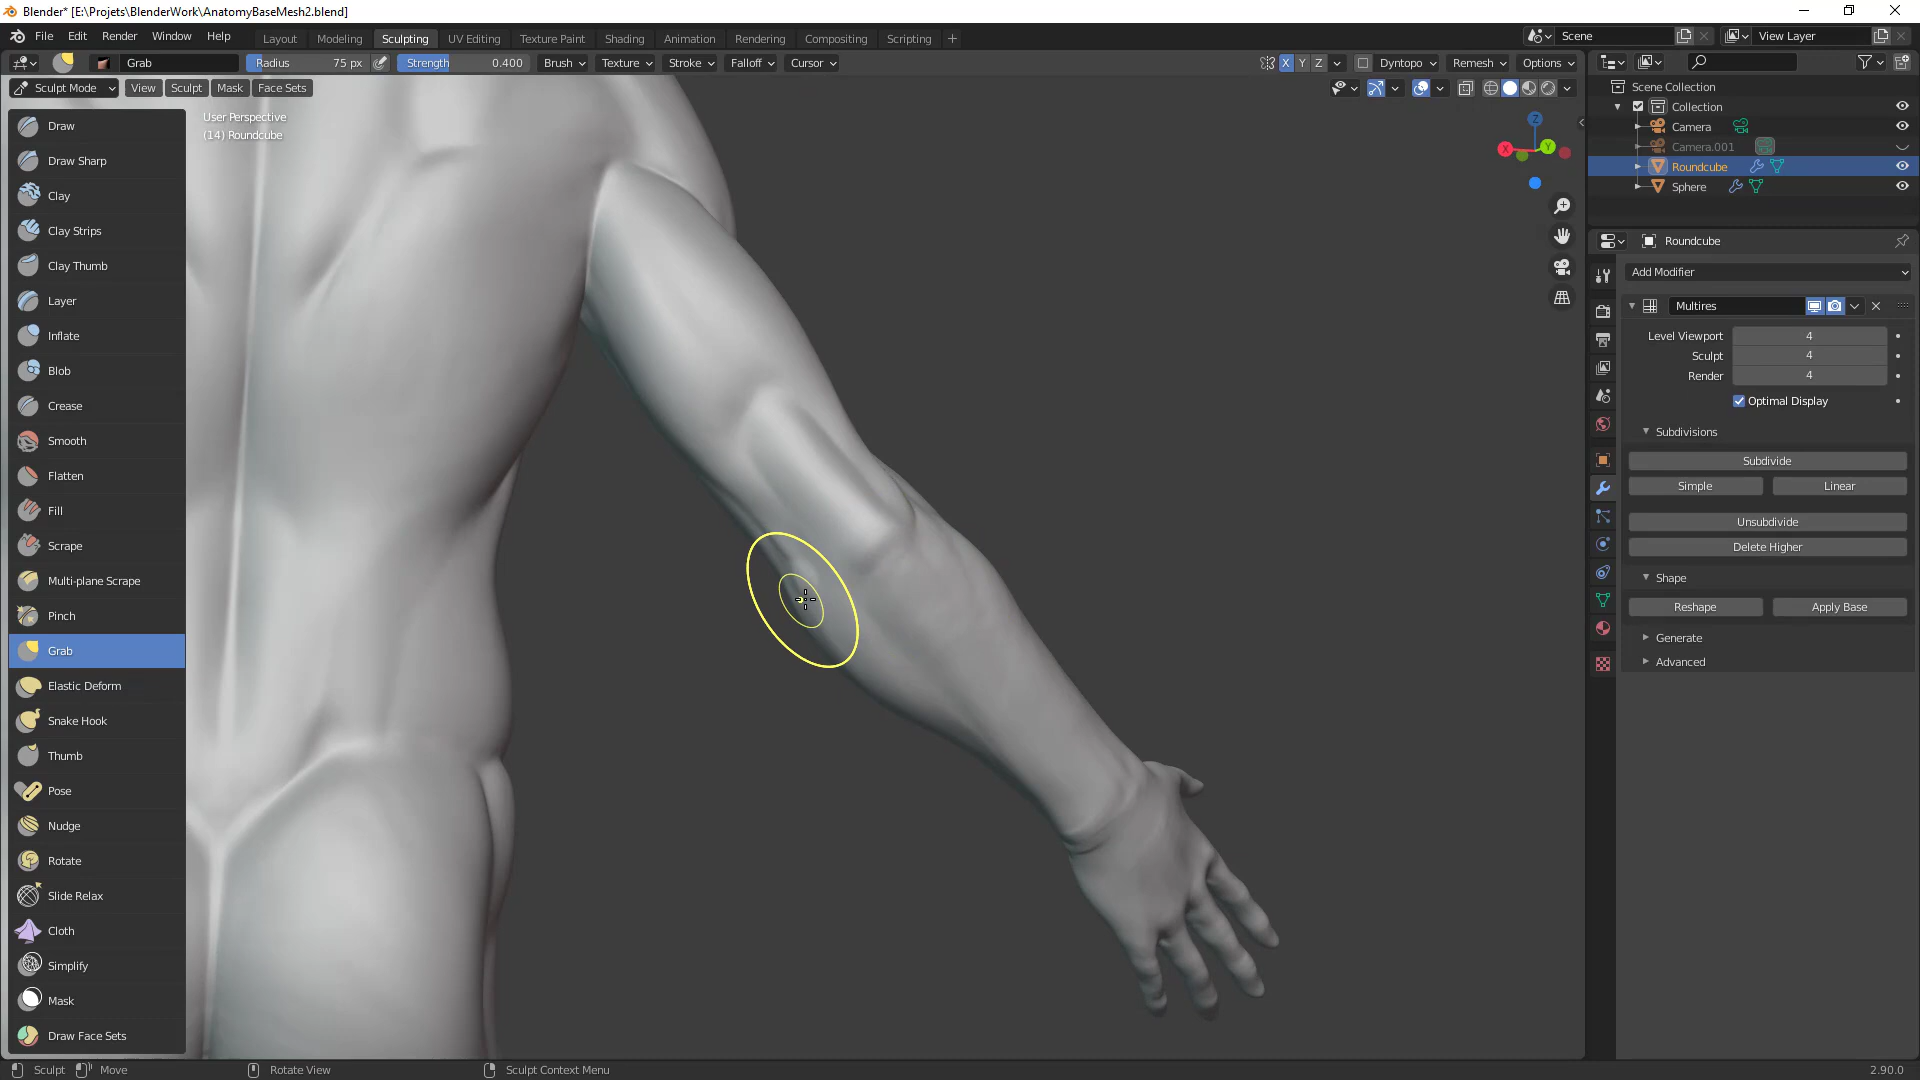 Blender* [E:\Projets\BlenderWork\AnatomyBaseMesh2.blend]
File Edit Render Window Help Layout Modeling Sculpting UV Editing Texture Paint Shading Animation Rendering Compositing Scripting + Scene View Layer
Grab Radius 75 px Strength 0.400 Brush Texture Stroke Falloff Cursor X Y Z Dyntopo Remesh Options
Sculpt Mode View Sculpt Mask Face Sets
User Perspective
(14) Roundcube
Draw
Draw Sharp
Clay
Clay Strips
Clay Thumb
Layer
Inflate
Blob
Crease
Smooth
Flatten
Fill
Scrape
Multi-plane Scrape
Pinch
Grab
Elastic Deform
Snake Hook
Thumb
Pose
Nudge
Rotate
Slide Relax
Cloth
Simplify
Mask
Draw Face Sets
Z
X
Y
Scene Collection
Collection
Camera
Camera.001
Roundcube
Sphere
Roundcube
Add Modifier
Multires
Level Viewport 4
Sculpt 4
Render 4
Optimal Display
Subdivisions
Subdivide
Simple Linear
Unsubdivide
Delete Higher
Shape
Reshape Apply Base
Generate
Advanced
Sculpt Move Rotate View Sculpt Context Menu 2.90.0